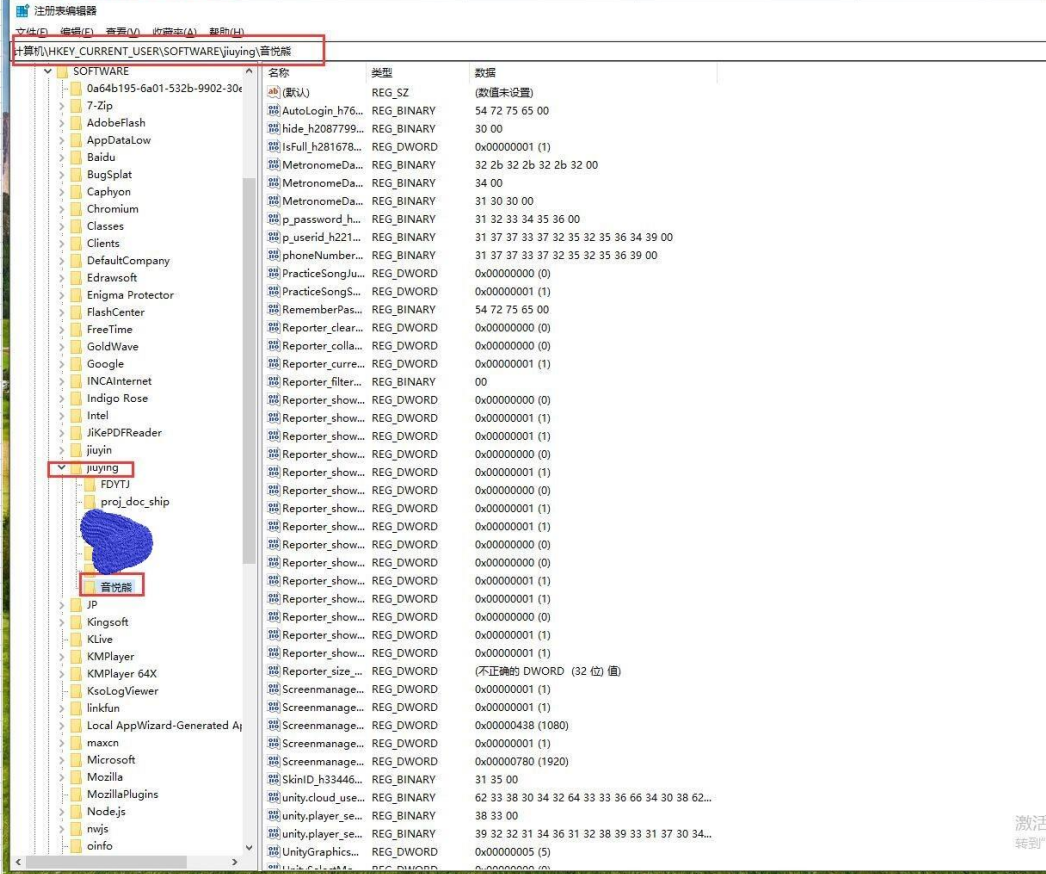 注册表编辑器
文件(F) 编辑(E) 查看(V) 收藏夹(A) 帮助(H)
计算机\HKEY_CURRENT_USER\SOFTWARE\jiuying\音悦熊
SOFTWARE
0a64b195-6a01-532b-9902-30e
7-Zip
AdobeFlash
AppDataLow
Baidu
BugSplat
Caphyon
Chromium
Classes
Clients
DefaultCompany
Edrawsoft
Enigma Protector
FlashCenter
FreeTime
GoldWave
Google
INCAInternet
Indigo Rose
Intel
JiKePDFReader
jiuyin
jiuying
FDYTJ
proj_doc_ship
音悦熊
JP
Kingsoft
KLive
KMPlayer
KMPlayer 64X
KsoLogViewer
linkfun
Local AppWizard-Generated Ap
maxcn
Microsoft
Mozilla
MozillaPlugins
Node.js
nwjs
oinfo
名称 类型 数据
(默认) REG_SZ (数值未设置)
AutoLogin_h76... REG_BINARY 54 72 75 65 00
hide_h2087799... REG_BINARY 30 00
IsFull_h281678... REG_DWORD 0x00000001 (1)
MetronomeDa... REG_BINARY 32 2b 32 2b 32 2b 32 00
MetronomeDa... REG_BINARY 34 00
MetronomeDa... REG_BINARY 31 30 30 00
p_password_h... REG_BINARY 31 32 33 34 35 36 00
p_userid_h221... REG_BINARY 31 37 37 33 37 32 35 32 35 36 34 39 00
phoneNumber... REG_BINARY 31 37 37 33 37 32 35 32 35 36 39 00
PracticeSongJu... REG_DWORD 0x00000000 (0)
PracticeSongS... REG_DWORD 0x00000001 (1)
RememberPas... REG_BINARY 54 72 75 65 00
Reporter_clear... REG_DWORD 0x00000000 (0)
Reporter_colla... REG_DWORD 0x00000000 (0)
Reporter_curre... REG_DWORD 0x00000001 (1)
Reporter_filter... REG_BINARY 00
Reporter_show... REG_DWORD 0x00000000 (0)
Reporter_show... REG_DWORD 0x00000001 (1)
Reporter_show... REG_DWORD 0x00000001 (1)
Reporter_show... REG_DWORD 0x00000000 (0)
Reporter_show... REG_DWORD 0x00000001 (1)
Reporter_show... REG_DWORD 0x00000000 (0)
Reporter_show... REG_DWORD 0x00000001 (1)
Reporter_show... REG_DWORD 0x00000001 (1)
Reporter_show... REG_DWORD 0x00000000 (0)
Reporter_show... REG_DWORD 0x00000000 (0)
Reporter_show... REG_DWORD 0x00000001 (1)
Reporter_show... REG_DWORD 0x00000001 (1)
Reporter_show... REG_DWORD 0x00000000 (0)
Reporter_show... REG_DWORD 0x00000001 (1)
Reporter_show... REG_DWORD 0x00000001 (1)
Reporter_size_... REG_DWORD (不正确的 DWORD (32 位) 值)
Screenmanage... REG_DWORD 0x00000001 (1)
Screenmanage... REG_DWORD 0x00000001 (1)
Screenmanage... REG_DWORD 0x00000438 (1080)
Screenmanage... REG_DWORD 0x00000001 (1)
Screenmanage... REG_DWORD 0x00000780 (1920)
SkinID_h33446... REG_BINARY 31 35 00
unity.cloud_use... REG_BINARY 62 33 38 30 34 32 64 33 33 36 66 34 30 38 62...
unity.player_se... REG_BINARY 38 33 00
unity.player_se... REG_BINARY 39 32 32 31 34 36 31 32 38 39 33 31 37 30 34...
UnityGraphics... REG_DWORD 0x00000005 (5)
激活
转到"